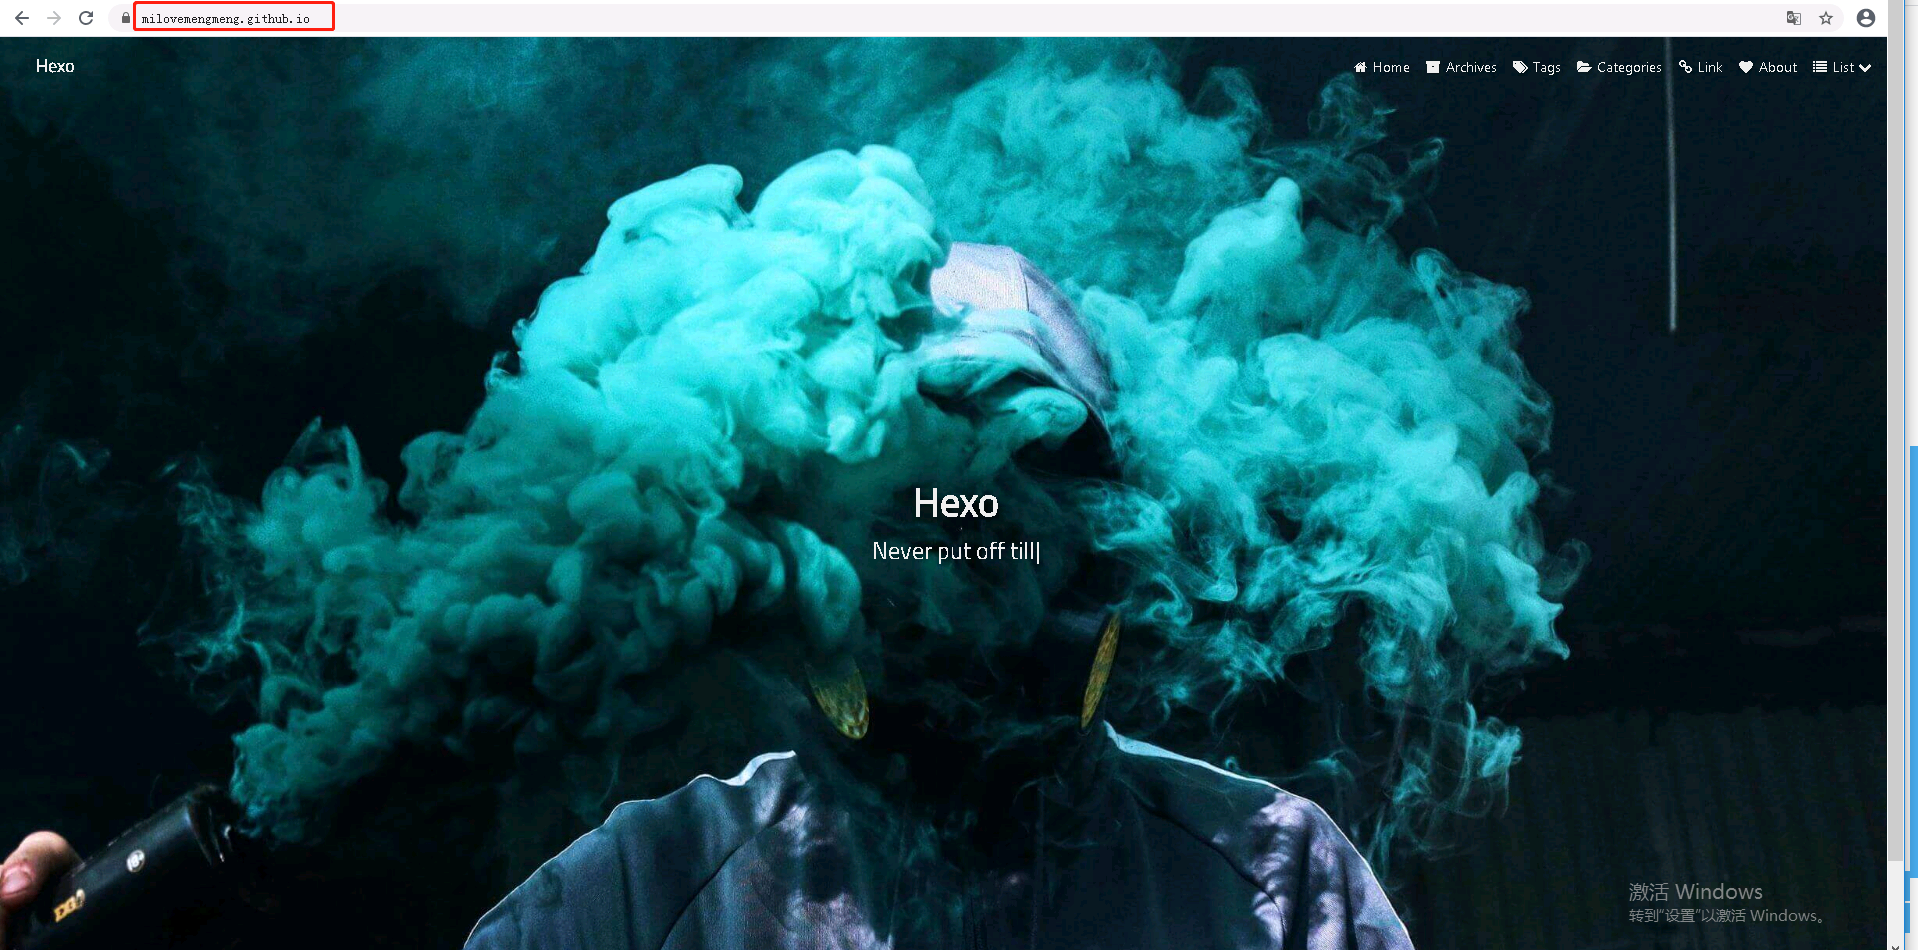 milovemengmeng.github.io
Hexo
Home Archives Tags Categories Link About List
Hexo
Never put off till|
激活 Windows
转到“设置”以激活 Windows。